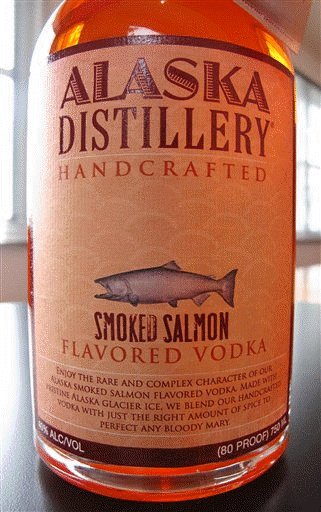 ALASKA
DISTILLERY
HANDCRAFTED
SMOKED SALMON
FLAVORED VODKA
ENJOY THE RARE AND COMPLEX CHARACTER OF OUR
ALASKA SMOKED SALMON FLAVORED VODKA. MADE WITH
PRISTINE ALASKA GLACIER ICE, WE BLEND OUR HANDCRAFTED
VODKA WITH JUST THE RIGHT AMOUNT OF SPICE TO
PERFECT ANY BLOODY MARY.
40% ALC/VOL
(80 PROOF) 750